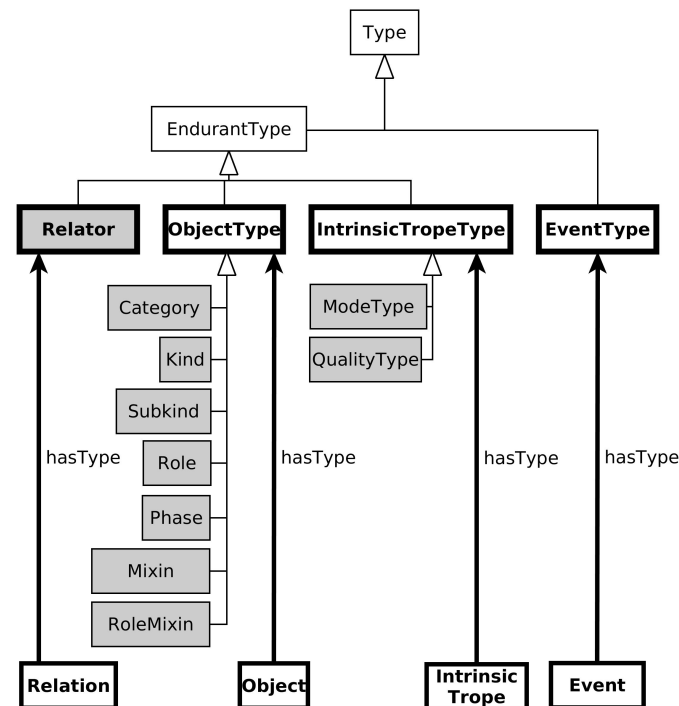 Type
EndurantType
Relator
ObjectType
IntrinsicTropeType
EventType
Category
ModeType
Kind
QualityType
Subkind
hasType
Role
hasType
hasType
hasType
Phase
Mixin
RoleMixin
Relation
Object
Intrinsic
Trope
Event